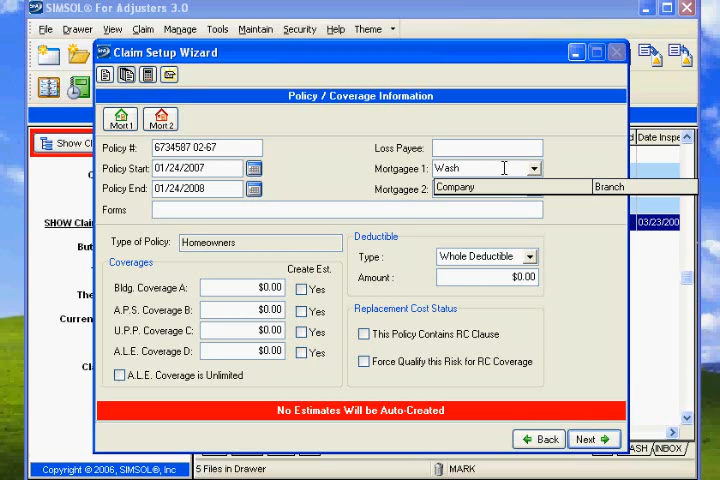 SIMSOL® For Adjusters 3.0
File Drawer View Claim Manage Tools Maintain Security Help Theme
Claim Setup Wizard
Policy / Coverage Information
Mort 1 Mort 2
Show Cl
d Date Inspe
Policy #: 6734587 02-67 Loss Payee:
Policy Start 01/24/2007 Mortgagee 1: Wash
Policy End: 01/24/2008 Mortgagee 2: Company Branch
Forms
SHOW Clai 03/23/200
Type of Policy: Homeowners
But
Deductible
Type : Whole Deductible
Amount : $0.00
Coverages Create Est.
Bldg. Coverage A: $0.00 Yes
A.P.S. Coverage B: $0.00 Yes
U.P.P. Coverage C: $0.00 Yes
A.L.E. Coverage D: $0.00 Yes
A.L.E. Coverage is Unlimited
The
Curren
Cl
Replacement Cost Status
This Policy Contains RC Clause
Force Qualify this Risk for RC Coverage
No Estimates Will be Auto-Created
Back Next
ASH INBOX
Copyright © 2006, SIMSOL®, Inc 5 Files in Drawer MARK